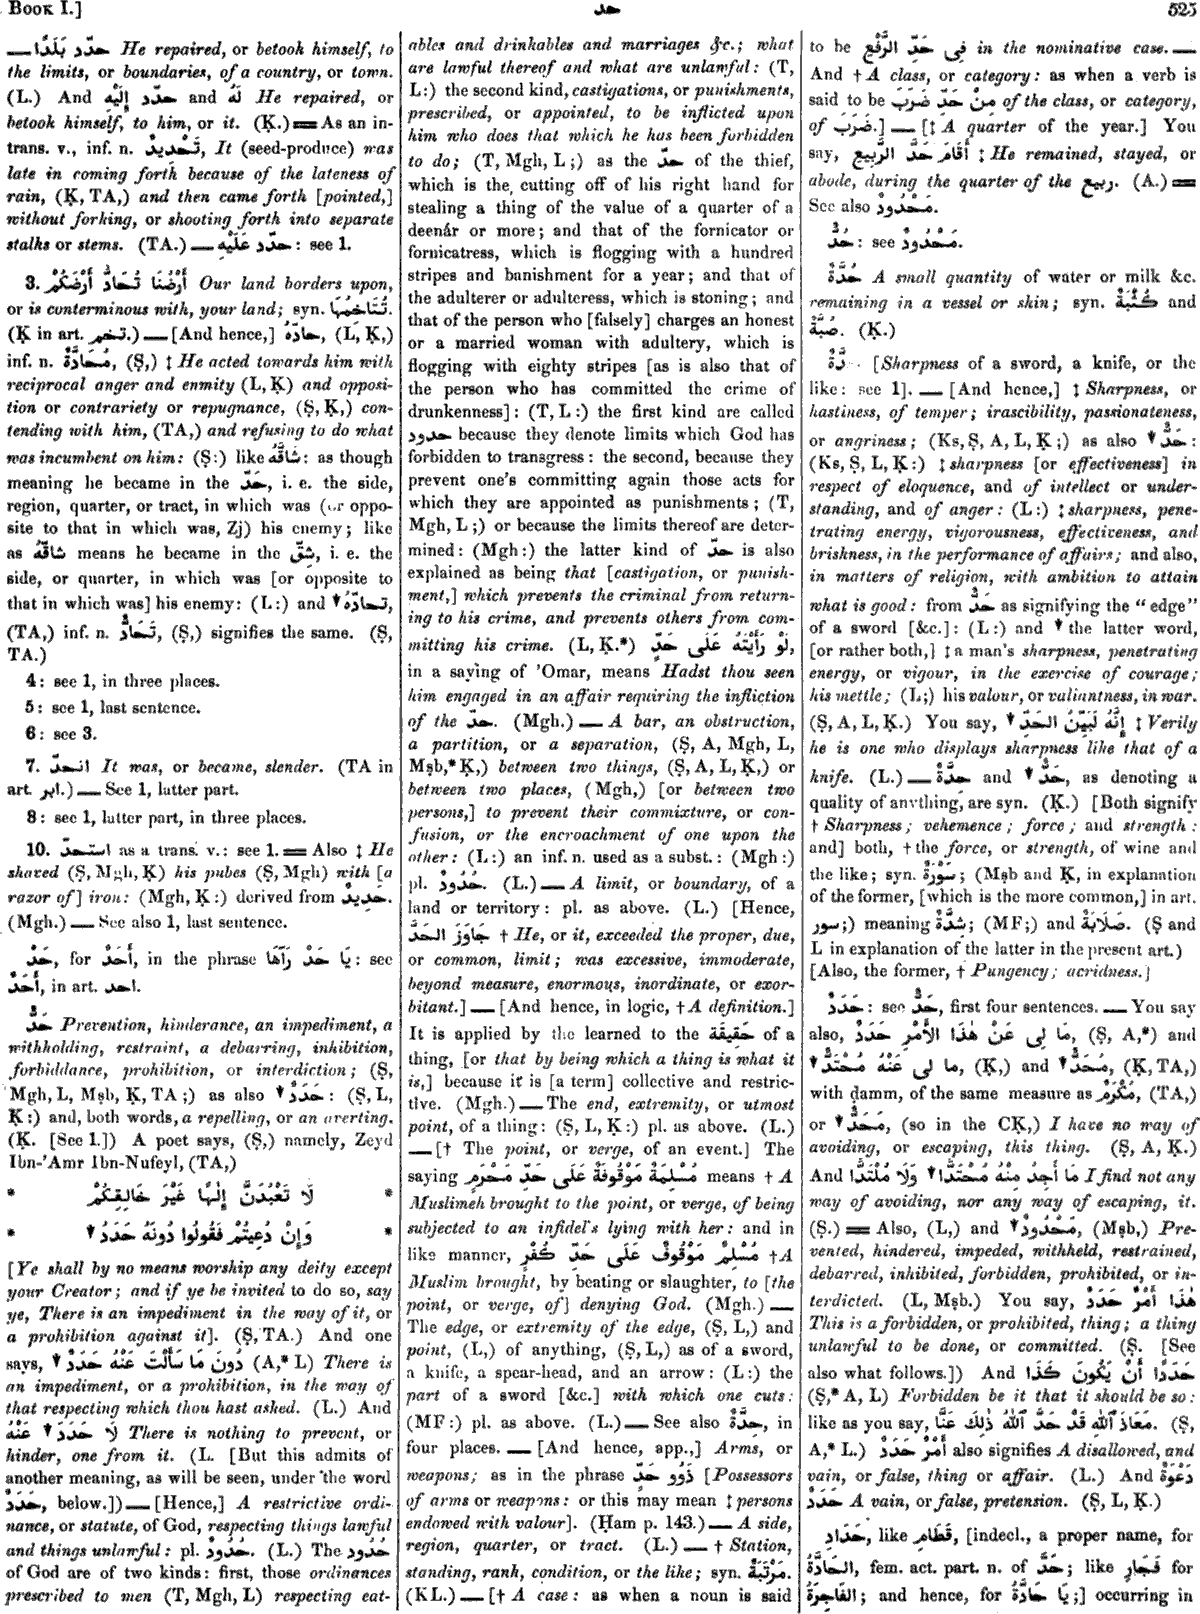 Book I.]
حد
525
حدّد بَلَدًا — He repaired, or betook himself, to
the limits, or boundaries, of a country, or town.
(L.) And حدّد إِلَيْهِ and لَهُ He repaired, or
betook himself, to him, or it. (Ḳ.) ═ As an in-
trans. v., inf. n. تَحْدِيدٌ, It (seed-produce) was
late in coming forth because of the lateness of
rain, (Ḳ, TA,) and then came forth [pointed,]
without forking, or shooting forth into separate
stalks or stems. (TA.) — حدّد عَلَيْهِ: see 1.
3. أَرْضُنَا تُحَادُّ أَرْضَكُمْ Our land borders upon,
or is conterminous with, your land; syn. تُتَاخِمُهَا.
(Ḳ in art. تخم.) — [And hence,] حادّهُ, (L, Ḳ,)
inf. n. مُحَادَّةٌ, (Ṣ,) ‡ He acted towards him with
reciprocal anger and enmity (L, Ḳ) and opposi-
tion or contrariety or repugnance, (Ṣ, Ḳ,) con-
tending with him, (TA,) and refusing to do what
was incumbent on him: (Ṣ:) like شاقّهُ: as though
meaning he became in the حَدّ, i. e. the side,
region, quarter, or tract, in which was (or oppo-
site to that in which was, Zj) his enemy; like
as شاقّهُ means he became in the شِقّ, i. e. the
side, or quarter, in which was [or opposite to
that in which was] his enemy: (L:) and ▼ تحادّهُ,
(TA,) inf. n. تَحَادٌّ, (Ṣ,) signifies the same. (Ṣ,
TA.)
4: see 1, in three places.
5: see 1, last sentence.
6: see 3.
7. انحدّ It was, or became, slender. (TA in
art. ابر.) — See 1, latter part.
8: see 1, latter part, in three places.
10. استحدّ as a trans. v.: see 1. ═ Also ‡ He
shaved (Ṣ, Mgh, Ḳ) his pubes (Ṣ, Mgh) with [a
razor of] iron: (Mgh, Ḳ:) derived from حَدِيدٌ.
(Mgh.) — See also 1, last sentence.
حَدْ, for أَحَدْ, in the phrase يَا حَدْ رَآهَا: see
أَحَدٌ, in art. احد.
حَدٌّ Prevention, hinderance, an impediment, a
withholding, restraint, a debarring, inhibition,
forbiddance, prohibition, or interdiction; (Ṣ,
Mgh, L, Mṣb, Ḳ, TA;) as also ▼ حَدَدٌ: (Ṣ, L,
Ḳ:) and, both words, a repelling, or an averting.
(Ḳ. [See 1.]) A poet says, (Ṣ,) namely, Zeyd
Ibn-'Amr Ibn-Nufeyl, (TA,)
* لَا تَعْبُدَنَّ إِلٰهًا غَيْرَ خَالِقِكُمْ *
* وَإِنْ دُعِيتُمْ فَقُولُوا دُونَهُ حَدَدُ ▼ *
[Ye shall by no means worship any deity except
your Creator; and if ye be invited to do so, say
ye, There is an impediment in the way of it, or
a prohibition against it]. (Ṣ, TA.) And one
says, دُونَ مَا سَأَلْتَ عَنْهُ حَدَدٌ ▼ (A,* L) There is
an impediment, or a prohibition, in the way of
that respecting which thou hast asked. (L.) And
لَا حَدَدَ ▼ عَنْهُ There is nothing to prevent, or
hinder, one from it. (L. [But this admits of
another meaning, as will be seen, under the word
حَدَدٌ, below.]) — [Hence,] A restrictive ordi-
nance, or statute, of God, respecting things lawful
and things unlawful: pl. حُدُودٌ. (L.) The حُدُود
of God are of two kinds: first, those ordinances
prescribed to men (T, Mgh, L) respecting eat-
ables and drinkables and marriages &c.; what
are lawful thereof and what are unlawful: (T,
L:) the second kind, castigations, or punishments,
prescribed, or appointed, to be inflicted upon
him who does that which he has been forbidden
to do; (T, Mgh, L;) as the حدّ of the thief,
which is the cutting off of his right hand for
stealing a thing of the value of a quarter of a
deenár or more; and that of the fornicator or
fornicatress, which is flogging with a hundred
stripes and banishment for a year; and that of
the adulterer or adulteress, which is stoning; and
that of the person who [falsely] charges an honest
or a married woman with adultery, which is
flogging with eighty stripes [as is also that of
the person who has committed the crime of
drunkenness]: (T, L:) the first kind are called
حدود because they denote limits which God has
forbidden to transgress: the second, because they
prevent one's committing again those acts for
which they are appointed as punishments; (T,
Mgh, L;) or because the limits thereof are deter-
mined: (Mgh:) the latter kind of حدّ is also
explained as being that [castigation, or punish-
ment,] which prevents the criminal from return-
ing to his crime, and prevents others from com-
mitting his crime. (L, Ḳ.*) لَوْ رَأَيْتَهُ عَلَى حَدٍّ,
in a saying of 'Omar, means Hadst thou seen
him engaged in an affair requiring the infliction
of the حدّ. (Mgh.) — A bar, an obstruction,
a partition, or a separation, (Ṣ, A, Mgh, L,
Mṣb,* Ḳ,) between two things, (Ṣ, A, L, Ḳ,) or
between two places, (Mgh,) [or between two
persons,] to prevent their commixture, or con-
fusion, or the encroachment of one upon the
other: (L:) an inf. n. used as a subst.: (Mgh:)
pl. حُدُودٌ. (L.) — A limit, or boundary, of a
land or territory: pl. as above. (L.) [Hence,
جَاوَزَ الحَدَّ † He, or it, exceeded the proper, due,
or common, limit; was excessive, immoderate,
beyond measure, enormous, inordinate, or exor-
bitant.] — [And hence, in logic, † A definition.]
It is applied by the learned to the حَقِيقَة of a
thing, [or that by being which a thing is what it
is,] because it is [a term] collective and restric-
tive. (Mgh.) — The end, extremity, or utmost
point, of a thing: (Ṣ, L, Ḳ:) pl. as above. (L.)
— [† The point, or verge, of an event.] The
saying مُسْلِمَةٌ مَوْقُوفَةٌ عَلَى حَدِّ مَحْرَمٍ means † A
Muslimeh brought to the point, or verge, of being
subjected to an infidel's lying with her: and in
like manner, مُسْلِمٌ مَوْقُوفٌ عَلَى حَدِّ كُفْرٍ † A
Muslim brought, by beating or slaughter, to [the
point, or verge, of] denying God. (Mgh.) —
The edge, or extremity of the edge, (Ṣ, L,) and
point, (L,) of anything, (Ṣ, L,) as of a sword,
a knife, a spear-head, and an arrow: (L:) the
part of a sword [&c.] with which one cuts:
(MF:) pl. as above. (L.) — See also حِدَّةٌ, in
four places. — [And hence, app.,] Arms, or
weapons; as in the phrase ذَوُو حَدٍّ [Possessors
of arms or weapons: or this may mean ‡ persons
endowed with valour]. (Ḥam p. 143.) — A side,
region, quarter, or tract. (L.) — † Station,
standing, rank, condition, or the like; syn. مَرْتَبَةٌ.
(KL.) — [† A case: as when a noun is said
to be فِى حَدِّ الرَّفْعِ in the nominative case. —
And † A class, or category: as when a verb is
said to be مِنْ حَدِّ ضَرَبَ of the class, or category,
of ضَرَبَ.] — [‡ A quarter of the year.] You
say, أَقَامَ حَدَّ الرَّبِيعِ ‡ He remained, stayed, or
abode, during the quarter of the ربيع. (A.) ═
See also مَحْدُودٌ.
حُدٌّ: see مَحْدُودٌ.
حُدَّةٌ A small quantity of water or milk &c.
remaining in a vessel or skin; syn. كُثْبَةٌ and
صُبَّةٌ. (Ḳ.)
[Sharpness of a sword, a knife, or the
like: see 1]. — [And hence,] ‡ Sharpness, or
hastiness, of temper; irascibility, passionateness,
or angriness; (Ks, Ṣ, A, L, Ḳ;) as also ▼ حَدٌّ:
(Ks, Ṣ, L, Ḳ:) ‡ sharpness [or effectiveness] in
respect of eloquence, and of intellect or under-
standing, and of anger: (L:) ‡ sharpness, pene-
trating energy, vigorousness, effectiveness, and
briskness, in the performance of affairs; and also,
in matters of religion, with ambition to attain
what is good: from حَدٌّ as signifying the "edge"
of a sword [&c.]: (L:) and ▼ the latter word,
[or rather both,] ‡ a man's sharpness, penetrating
energy, or vigour, in the exercise of courage;
his mettle; (L;) his valour, or valiantness, in war.
(Ṣ, A, L, Ḳ.) You say, إِنَّهُ لَبَيِّنُ الحَدِّ ▼ ‡ Verily
he is one who displays sharpness like that of a
knife. (L.) — حِدَّةٌ and ▼ حَدٌّ, as denoting a
quality of anything, are syn. (Ḳ.) [Both signify
† Sharpness; vehemence; force; and strength:
and] both, † the force, or strength, of wine and
the like; syn. سَوْرَةٌ; (Mṣb and Ḳ, in explanation
of the former, [which is the more common,] in art.
سور;) meaning شِدَّةٌ; (MF;) and صَلَابَةٌ. (Ṣ and
L in explanation of the latter in the present art.)
[Also, the former, † Pungency; acridness.]
حَدَدٌ: see حَدٌّ, first four sentences. — You say
also, مَا لِى عَنْ هٰذَا الأَمْرِ حَدَدٌ, (Ṣ, A,*) and
ما لى عَنْهُ مُحْتَدٌّ ▼, (Ḳ,) and مُحَدٌّ ▼, (Ḳ, TA,)
with damm, of the same measure as مُكْرَمٌ, (TA,)
or مَحَدٌّ ▼, (so in the CḲ,) I have no way of
avoiding, or escaping, this thing. (Ṣ, A, Ḳ.)
And مَا أَجِدُ مِنْهُ مُحْتَدًّا ▼ وَلَا مُلْتَدًّا I find not any
way of avoiding, nor any way of escaping, it.
(Ṣ.) ═ Also, (L,) and ▼ مَحْدُودٌ, (Mṣb,) Pre-
vented, hindered, impeded, withheld, restrained,
debarred, inhibited, forbidden, prohibited, or in-
terdicted. (L, Mṣb.) You say, هٰذَا أَمْرٌ حَدَدٌ
This is a forbidden, or prohibited, thing; a thing
unlawful to be done, or committed. (Ṣ. [See
also what follows.]) And حَدَدًا أَنْ يَكُونَ كَذَا
(Ṣ,* A, L) Forbidden be it that it should be so:
like as you say, مَعَاذَ ٱللّٰهِ قَدْ حَدَّ ٱللّٰهُ ذٰلِكَ عَنَّا. (Ṣ,
A,* L.) أَمْرٌ حَدَدٌ also signifies A disallowed, and
vain, or false, thing or affair. (L.) And دَعْوَةٌ
حَدَدٌ A vain, or false, pretension. (Ṣ, L, Ḳ.)
حَدَادِ, like قَطَامِ, [indecl., a proper name, for
الحَادَّةُ, fem. act. part. n. of حَدَّ; like فَجَارِ for
الفَاجِرَةُ; and hence, for يَا حَادَّةُ;] occurring in